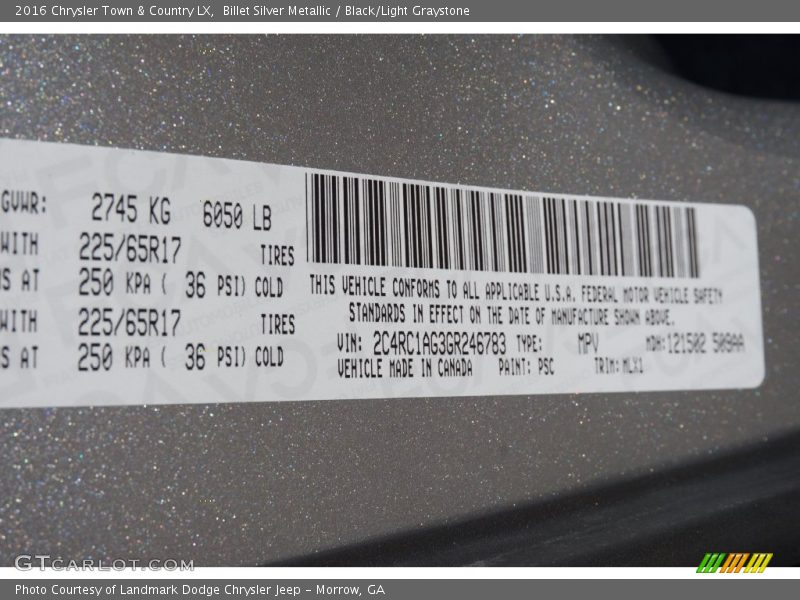 2016 Chrysler Town & Country LX, Billet Silver Metallic / Black/Light Graystone
GVWR: 2745 KG 6050 LB
WITH 225/65R17 TIRES
AT 250 KPA ( 36 PSI) COLD
WITH 225/65R17 TIRES
AT 250 KPA ( 36 PSI) COLD
THIS VEHICLE CONFORMS TO ALL APPLICABLE U.S.A. FEDERAL MOTOR VEHICLE SAFETY
STANDARDS IN EFFECT ON THE DATE OF MANUFACTURE SHOWN ABOVE.
VIN: 2C4RC1AG3GR246783 TYPE: MPV MDH: 121502 509AA
VEHICLE MADE IN CANADA PAINT: PSC TRIM: MLX1
GTCARLOT.COM
Photo Courtesy of Landmark Dodge Chrysler Jeep – Morrow, GA